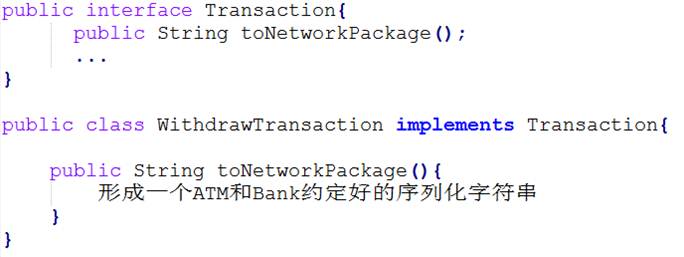 public interface Transaction{
public String toNetworkPackage();
...
}
public class WithdrawTransaction implements Transaction{
public String toNetworkPackage(){
形成一个ATM和Bank约定好的序列化字符串
}
}